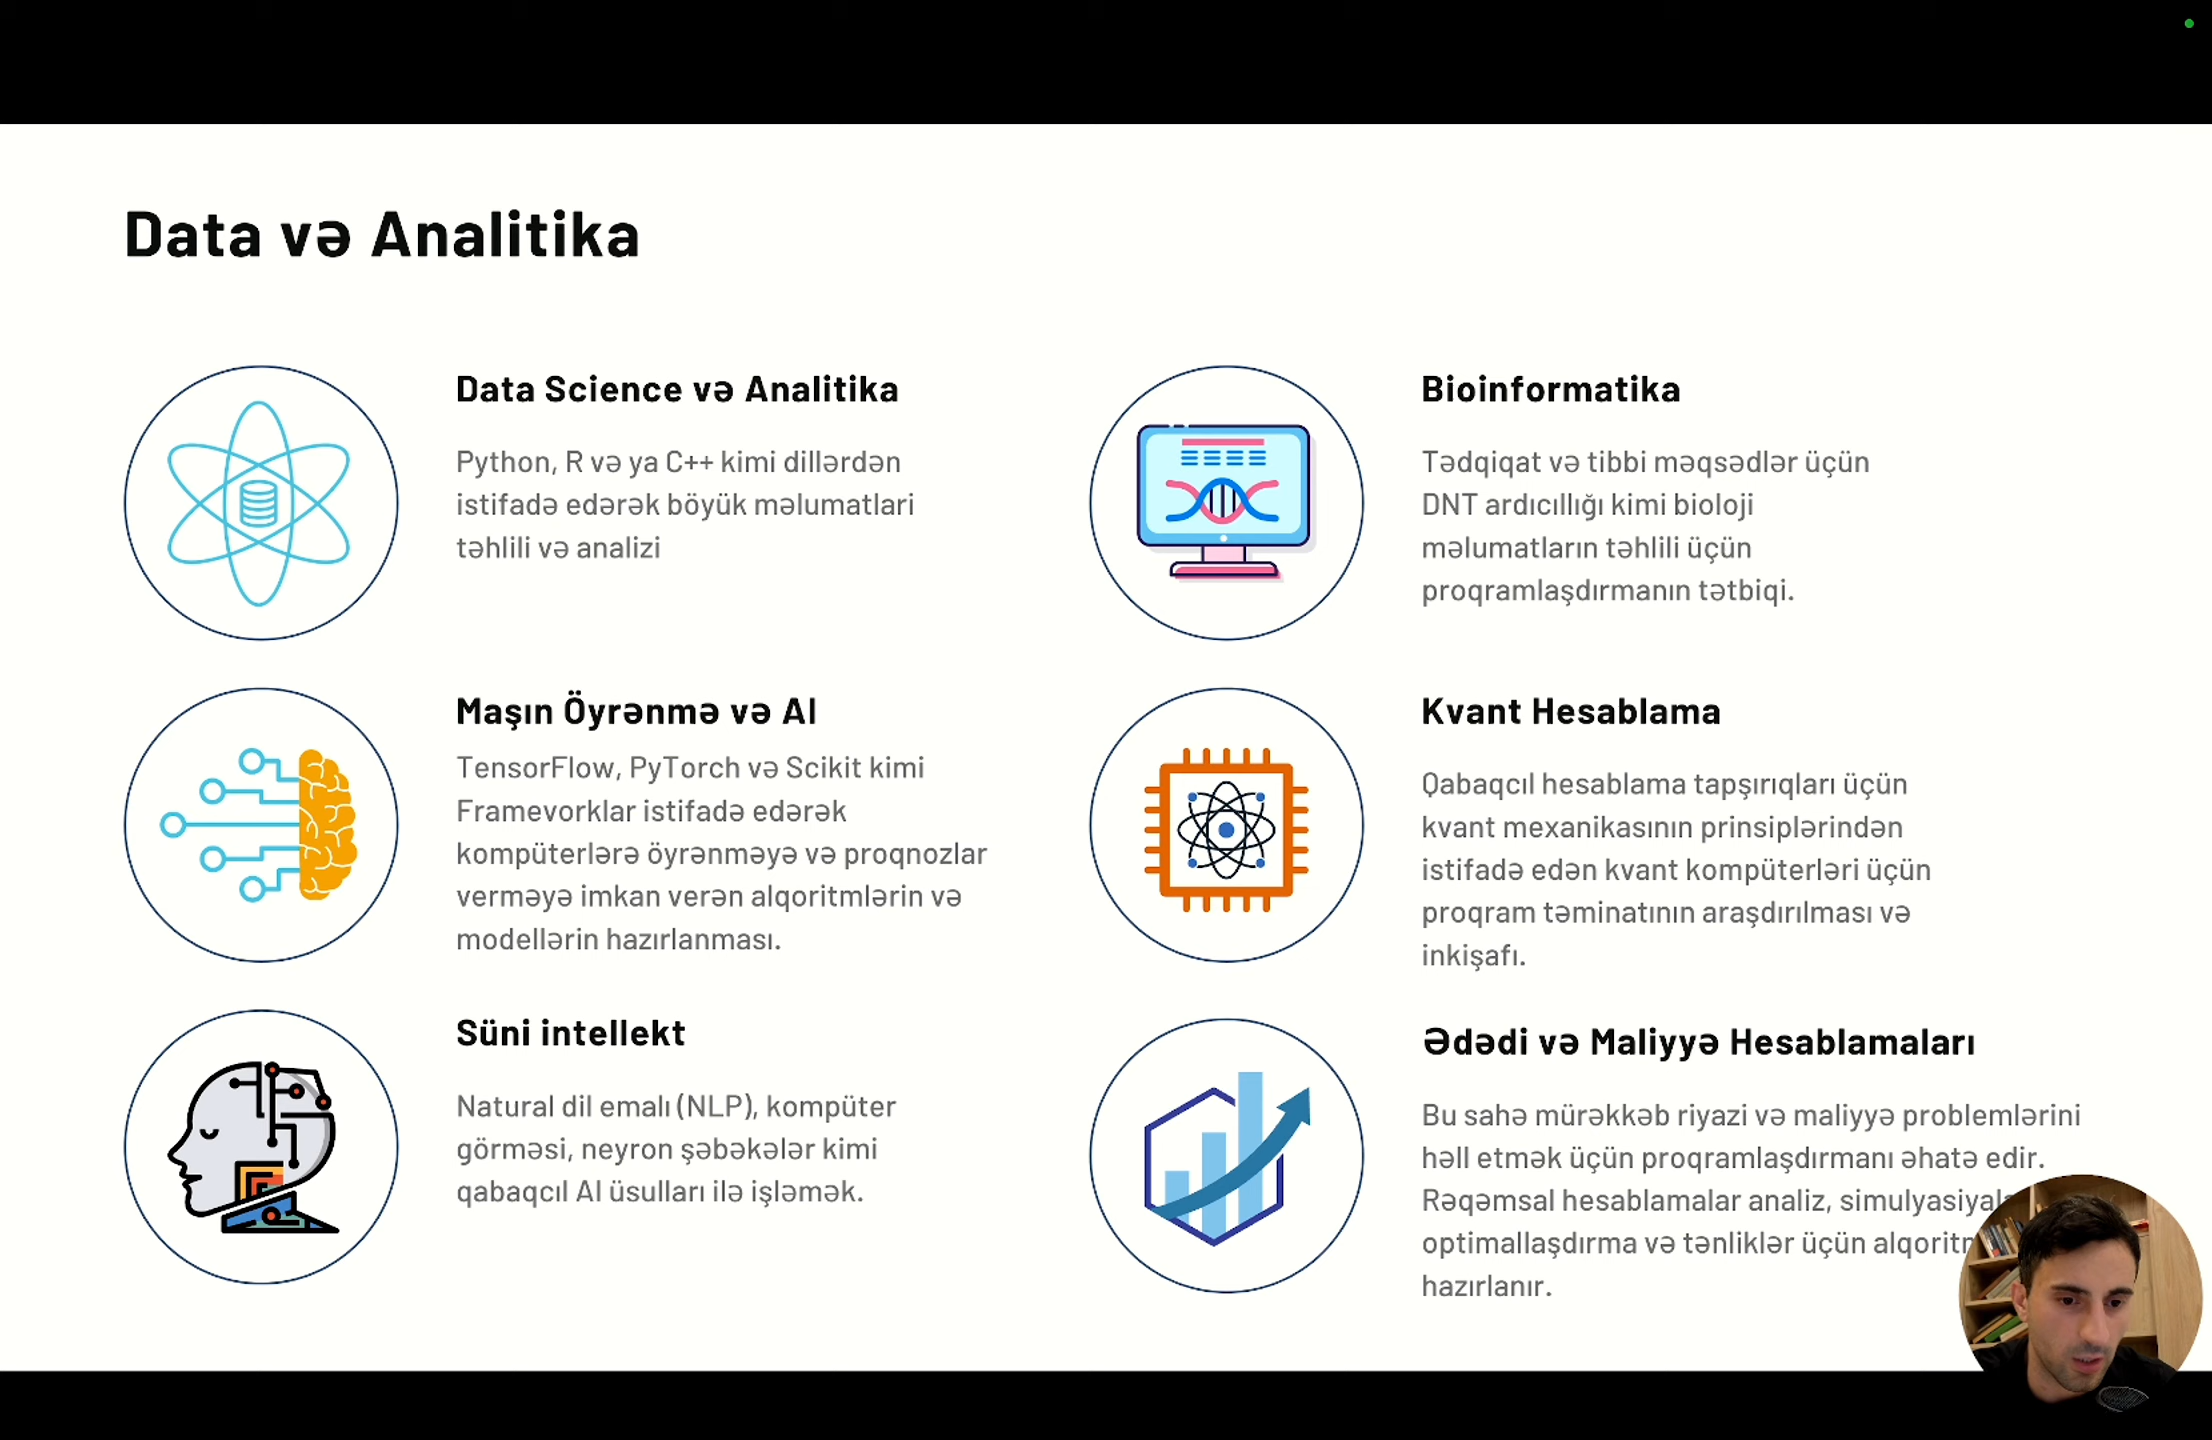 Data və Analitika
Data Science və Analitika
Python, R və ya C++ kimi dillərdən
istifadə edərək böyük məlumatlari
təhlili və analizi
Maşın Öyrənmə və AI
TensorFlow, PyTorch və Scikit kimi
Framevorklar istifadə edərək
kompüterlərə öyrənməyə və proqnozlar
verməyə imkan verən alqoritmlərin və
modellərin hazırlanması.
Süni intellekt
Natural dil emalı (NLP), kompüter
görməsi, neyron şəbəkələr kimi
qabaqcıl AI üsulları ilə işləmək.
Bioinformatika
Tədqiqat və tibbi məqsədlər üçün
DNT ardıcıllığı kimi bioloji
məlumatların təhlili üçün
proqramlaşdırmanın tətbiqi.
Kvant Hesablama
Qabaqcıl hesablama tapşırıqları üçün
kvant mexanikasının prinsiplərindən
istifadə edən kvant kompüterləri üçün
proqram təminatının araşdırılması və
inkişafı.
Ədədi və Maliyyə Hesablamaları
Bu sahə mürəkkəb riyazi və maliyyə problemlərini
həll etmək üçün proqramlaşdırmanı əhatə edir.
Rəqəmsal hesablamalar analiz,
optimallaşdırma və tənliklər üçün
hazırlanır.